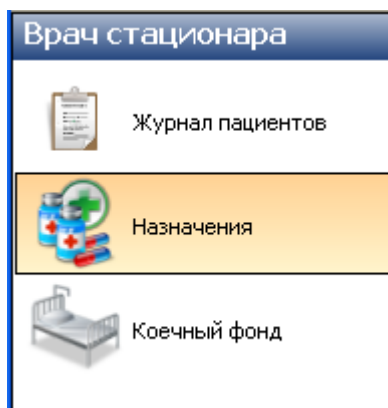 Врач стационара
Журнал пациентов
Назначения
Коечный фонд